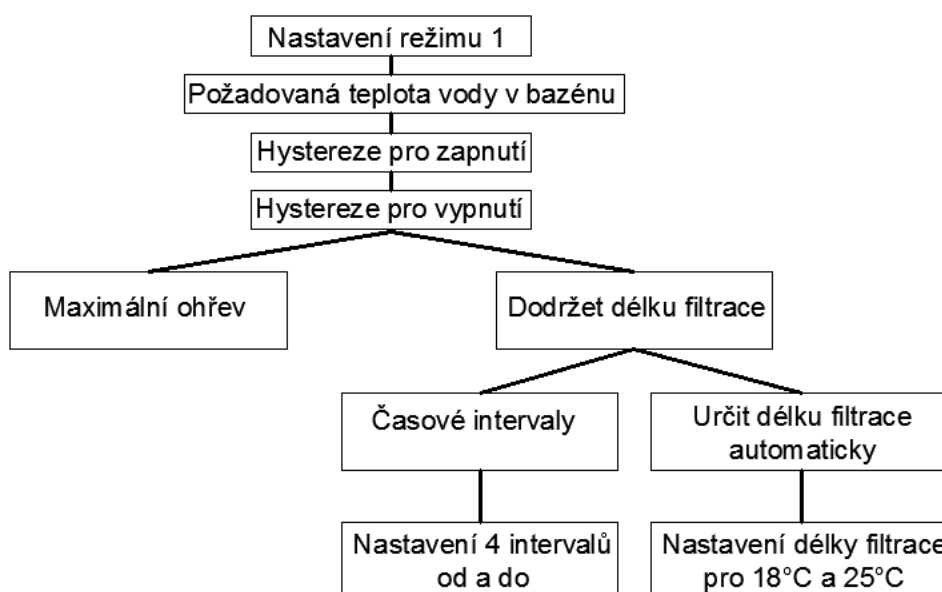 Nastavení režimu 1
Požadovaná teplota vody v bazénu
Hystereze pro zapnutí
Hystereze pro vypnutí
Maximální ohřev
Dodržet délku filtrace
Časové intervaly
Určit délku filtrace
automaticky
Nastavení 4 intervalů
od a do
Nastavení délky filtrace
pro 18°C a 25°C